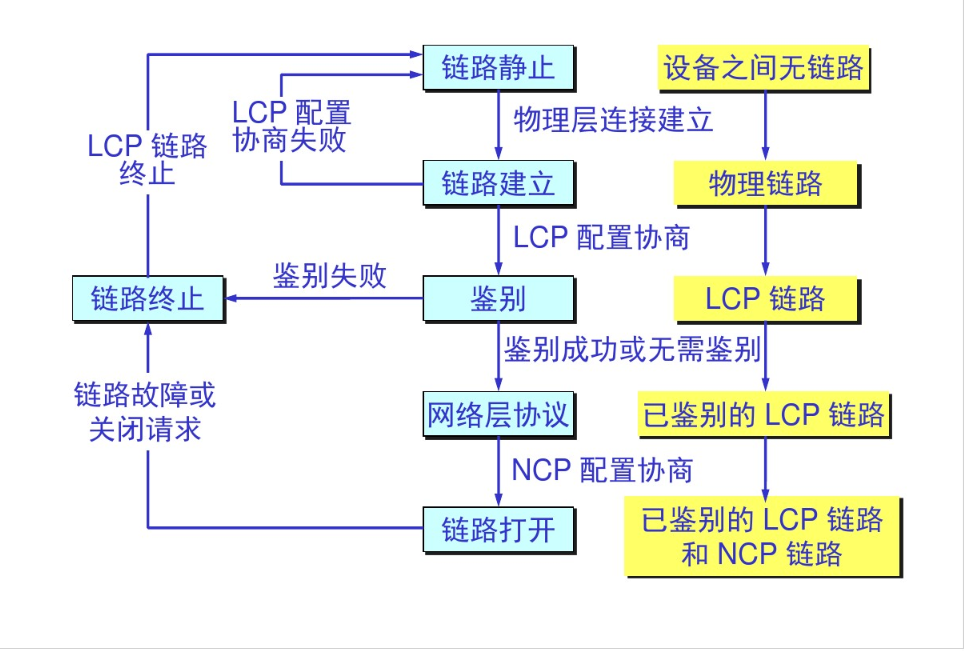 链路静止
设备之间无链路
LCP 配置
协商失败
物理层连接建立
LCP 链路
终止
链路建立
物理链路
LCP 配置协商
鉴别失败
链路终止
鉴别
LCP 链路
鉴别成功或无需鉴别
链路故障或
关闭请求
网络层协议
已鉴别的 LCP 链路
NCP 配置协商
链路打开
已鉴别的 LCP 链路
和 NCP 链路